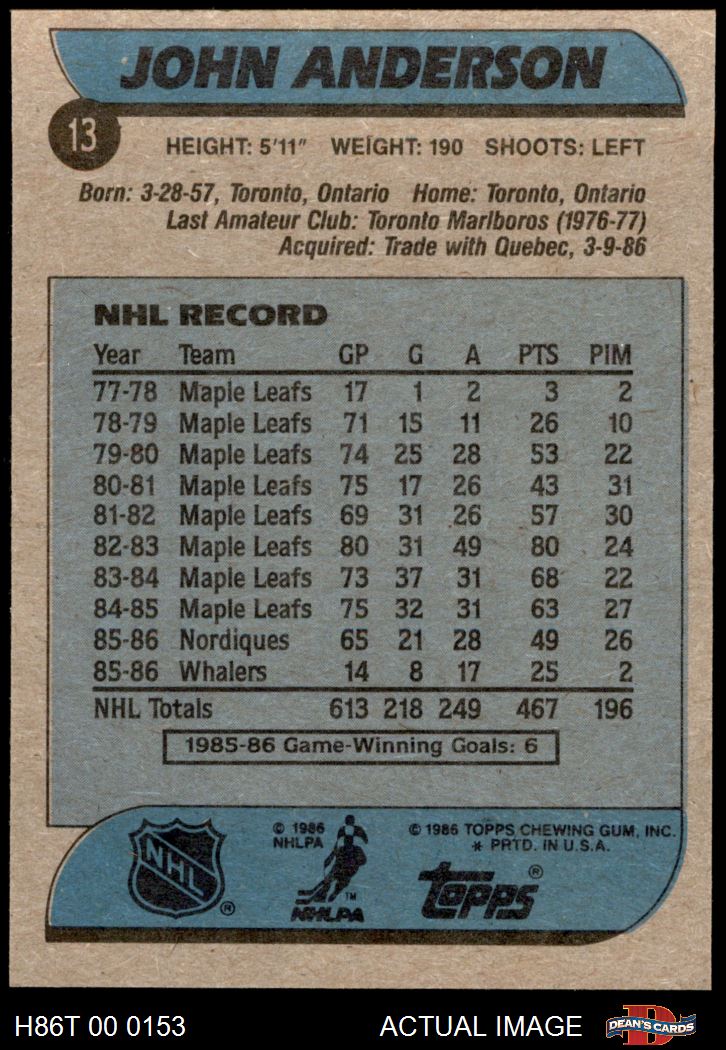 JOHN ANDERSON
13
HEIGHT: 5'11" WEIGHT: 190 SHOOTS: LEFT
Born: 3-28-57, Toronto, Ontario Home: Toronto, Ontario
Last Amateur Club: Toronto Marlboros (1976-77)
Acquired: Trade with Quebec, 3-9-86
NHL RECORD
Year Team GP G A PTS PIM
77-78 Maple Leafs 17 1 2 3 2
78-79 Maple Leafs 71 15 11 26 10
79-80 Maple Leafs 74 25 28 53 22
80-81 Maple Leafs 75 17 26 43 31
81-82 Maple Leafs 69 31 26 57 30
82-83 Maple Leafs 80 31 49 80 24
83-84 Maple Leafs 73 37 31 68 22
84-85 Maple Leafs 75 32 31 63 27
85-86 Nordiques 65 21 28 49 26
85-86 Whalers 14 8 17 25 2
NHL Totals 613 218 249 467 196
1985-86 Game-Winning Goals: 6
NHL ®
© 1986
NHLPA
TM
NHLPA
© 1986 TOPPS CHEWING GUM, INC.
* PRTD. IN U.S.A.
topps ®
H86T 00 0153 ACTUAL IMAGE
D
DEAN'S CARDS